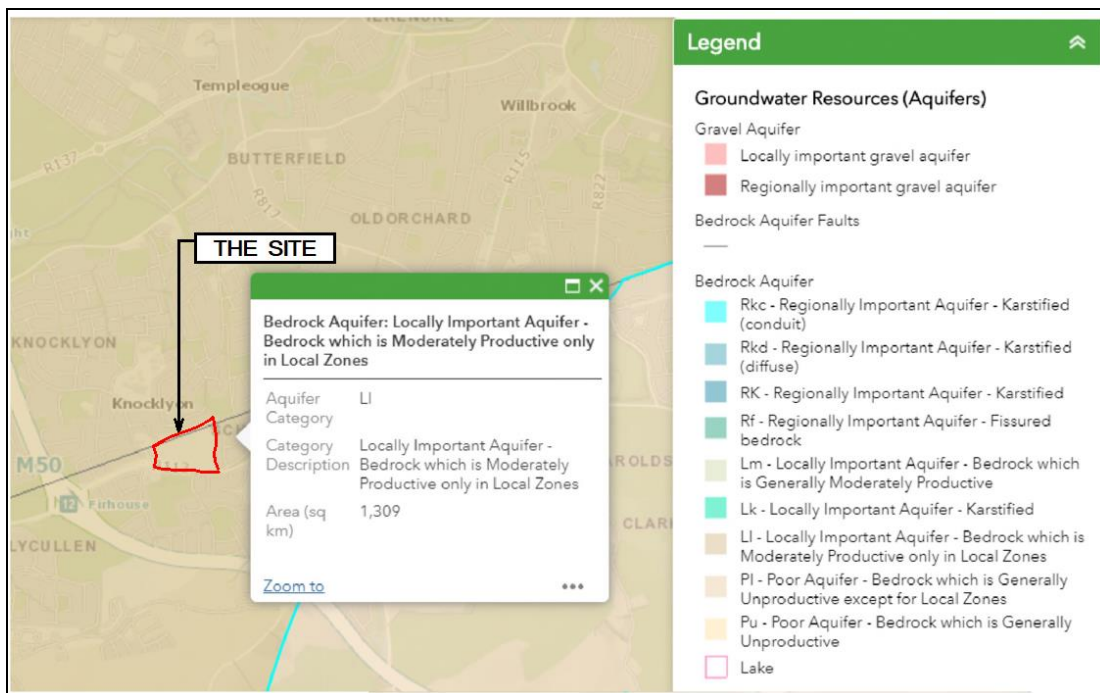 Templeogue
Willbrook
R137
BUTTERFIELD
R115
R822
R817
OLDORCHARD
THE SITE
KNOCKLYON
Knocklyon
M50
12 Firhouse
LYCULLEN
Bedrock Aquifer: Locally Important Aquifer -
Bedrock which is Moderately Productive only
in Local Zones
Aquifer LI
Category
Category Locally Important Aquifer -
Description Bedrock which is Moderately
Productive only in Local Zones
Area (sq 1,309
km)
Zoom to
AROLDS
CLAR
Legend
Groundwater Resources (Aquifers)
Gravel Aquifer
Locally important gravel aquifer
Regionally important gravel aquifer
Bedrock Aquifer Faults
Bedrock Aquifer
Rkc - Regionally Important Aquifer - Karstified
(conduit)
Rkd - Regionally Important Aquifer - Karstified
(diffuse)
RK - Regionally Important Aquifer - Karstified
Rf - Regionally Important Aquifer - Fissured
bedrock
Lm - Locally Important Aquifer - Bedrock which
is Generally Moderately Productive
Lk - Locally Important Aquifer - Karstified
LI - Locally Important Aquifer - Bedrock which is
Moderately Productive only in Local Zones
Pl - Poor Aquifer - Bedrock which is Generally
Unproductive except for Local Zones
Pu - Poor Aquifer - Bedrock which is Generally
Unproductive
Lake